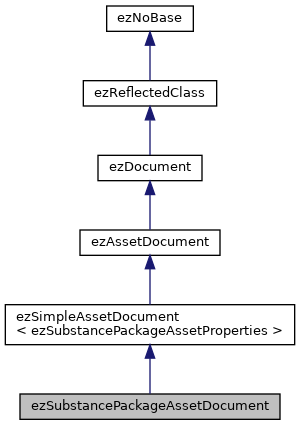 ezNoBase
ezReflectedClass
ezDocument
ezAssetDocument
ezSimpleAssetDocument
< ezSubstancePackageAssetProperties >
ezSubstancePackageAssetDocument